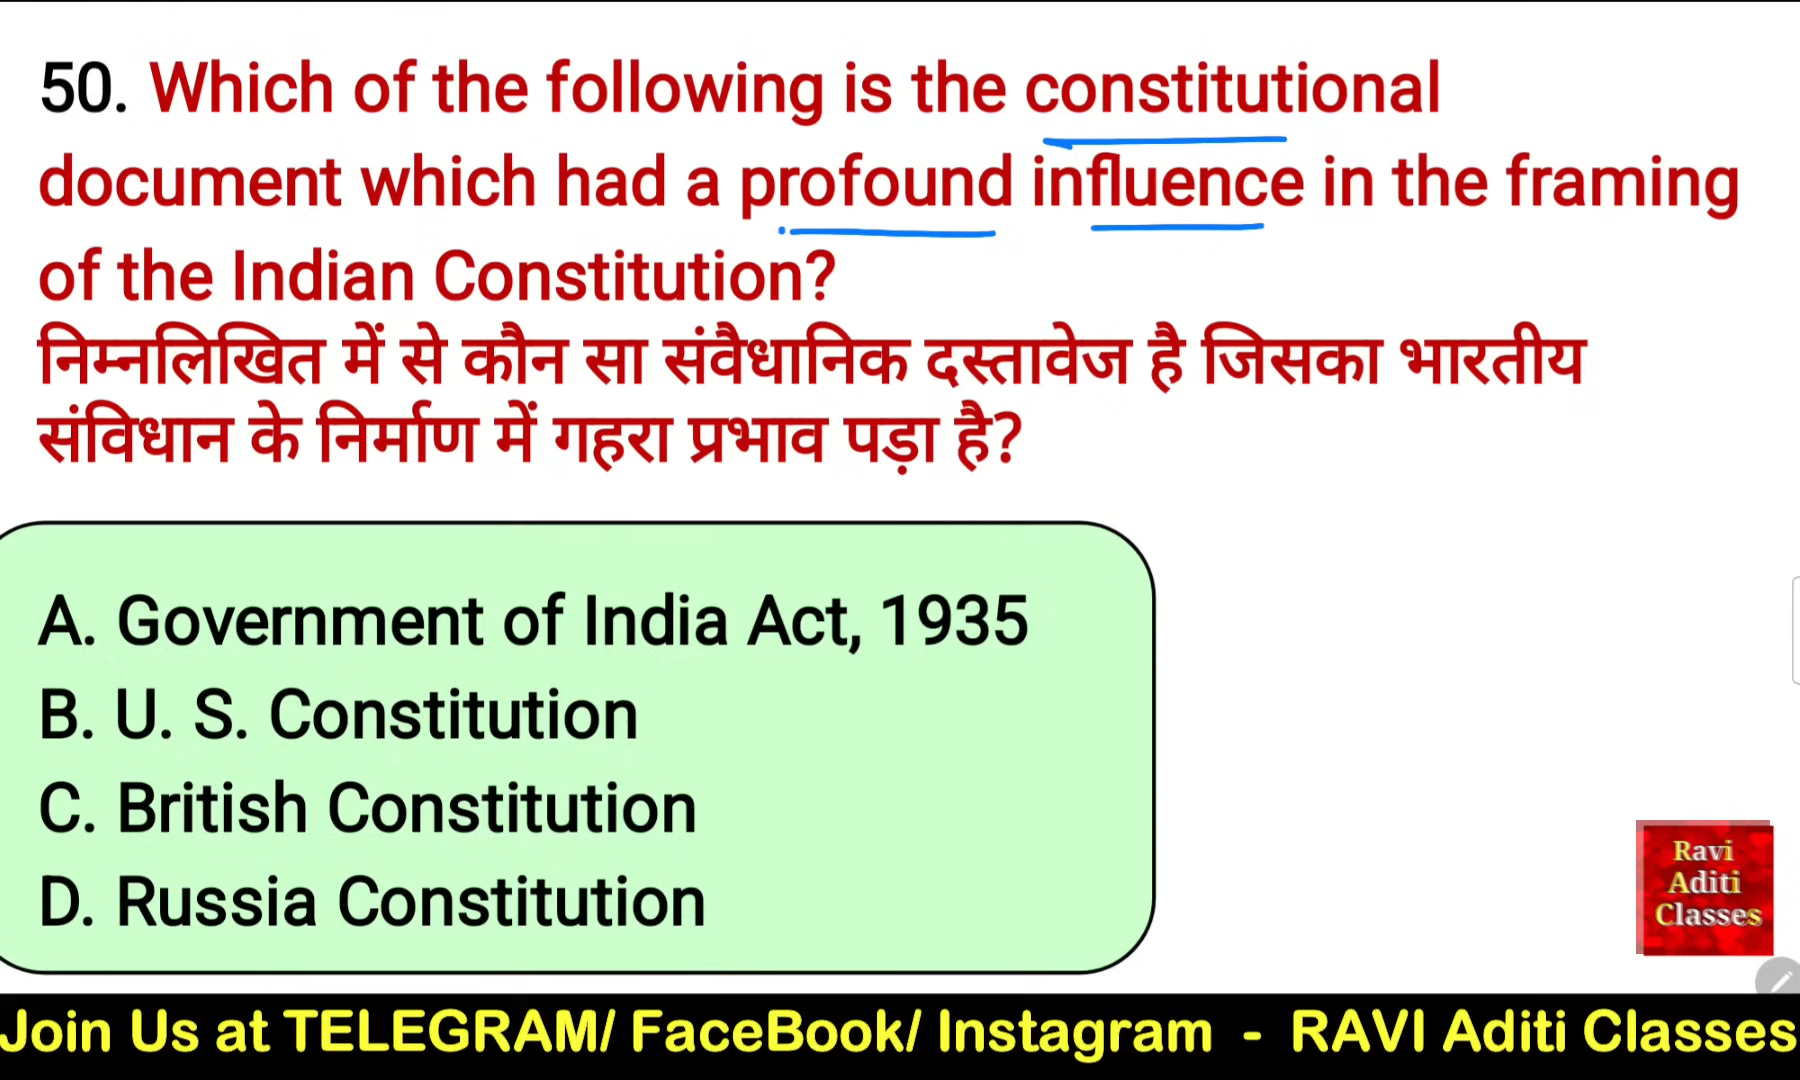 50. Which of the following is the constitutional
document which had a profound influence in the framing
of the Indian Constitution?
निम्नलिखित में से कौन सा संवैधानिक दस्तावेज है जिसका भारतीय
संविधान के निर्माण में गहरा प्रभाव पड़ा है?
A. Government of India Act, 1935
B. U. S. Constitution
C. British Constitution
D. Russia Constitution
Ravi
Aditi
Classes
Join Us at TELEGRAM/ FaceBook/ Instagram - RAVI Aditi Classes